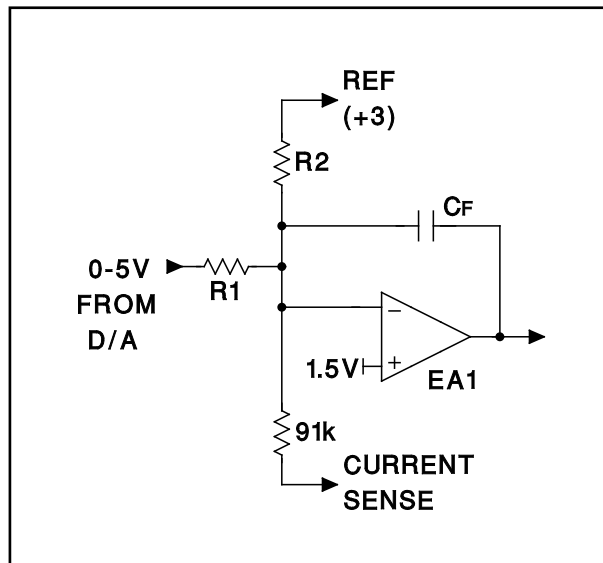 REF
(+3)
R2
CF
0-5V
FROM
D/A
R1
−
1.5V
+
EA1
91k
CURRENT
SENSE